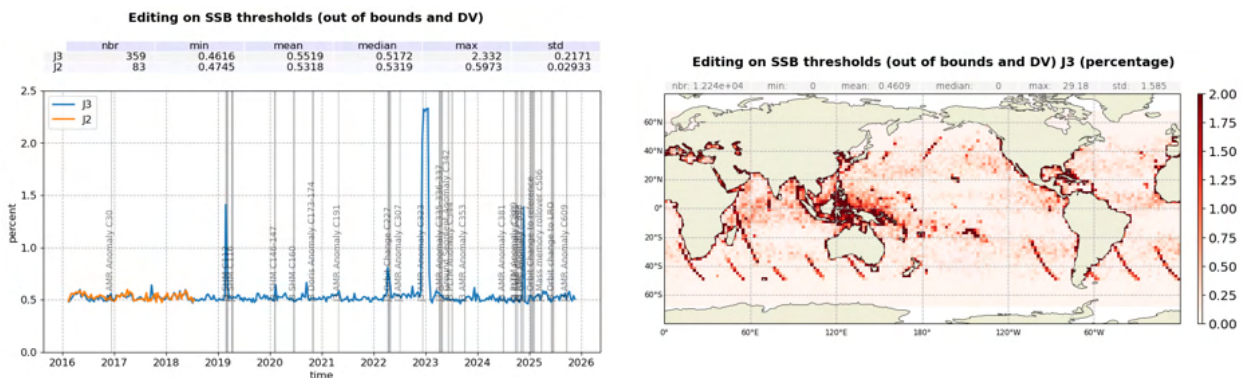 Editing on SSB thresholds (out of bounds and DV)
nbr min mean median max std
J3 359 0.4616 0.5519 0.5172 2.332 0.2171
J2 83 0.4745 0.5318 0.5319 0.5973 0.02933
2.5
2.0
1.5
1.0
0.5
0.0
percent
J3
J2
AMR Anomaly C30
SHM C146-147
SHM C160
Doris Anomaly C173-174
AMR Anomaly C191
Change C227
AMR Anomaly C307
C323
AMR Anomaly C353
AMR Anomaly C381
Orbit Change to reference
Mass memory rollover c506
Orbit change to LRO
AMR Anomaly C609
2016 2017 2018 2019 2020 2021 2022 2023 2024 2025 2026
time
Editing on SSB thresholds (out of bounds and DV) J3 (percentage)
nbr: 1.224e+04 min: 0 mean: 0.4609 median: 0 max: 29.18 std: 1.585
60°N
40°N
20°N
0°
20°S
40°S
60°S
0° 60°E 120°E 180° 120°W 60°W
2.00
1.75
1.50
1.25
1.00
0.75
0.50
0.25
0.00